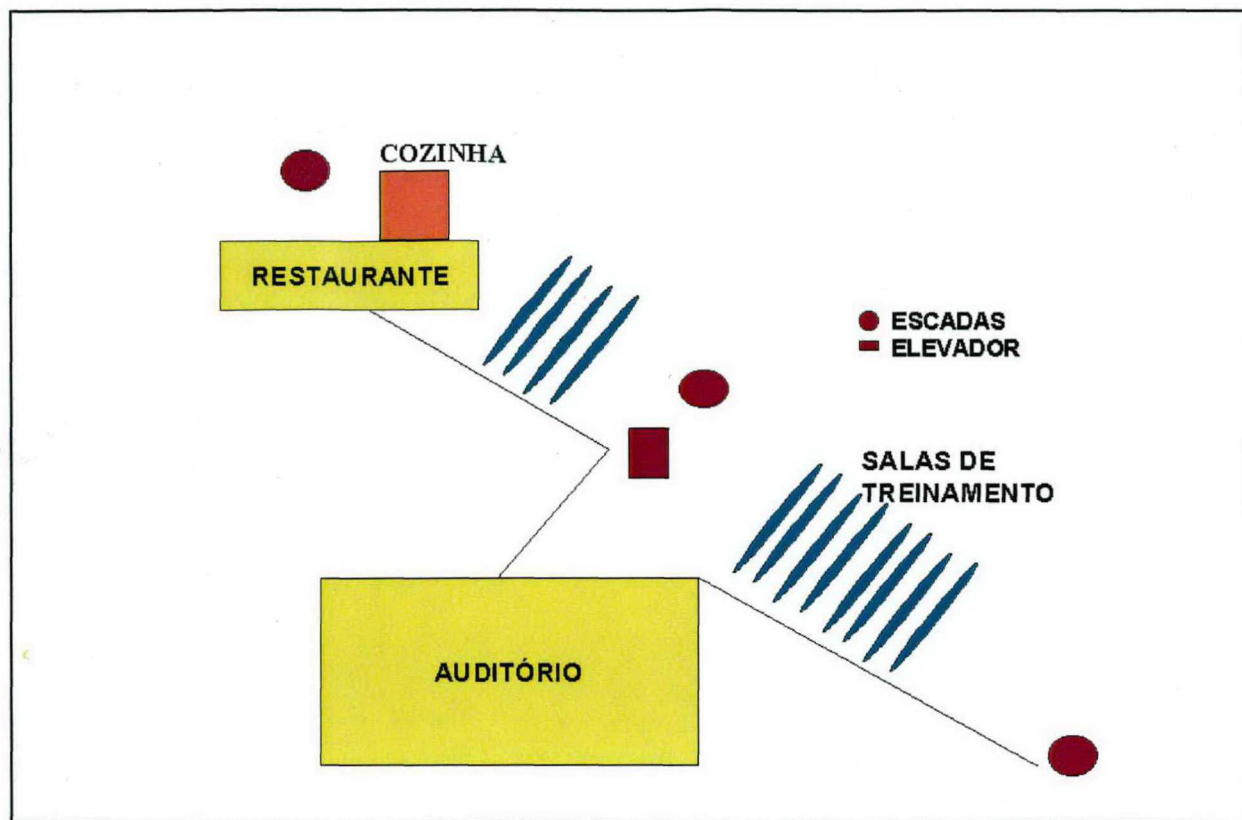 COZINHA
RESTAURANTE
ESCADAS
ELEVADOR
SALAS DE
TREINAMENTO
AUDITÓRIO